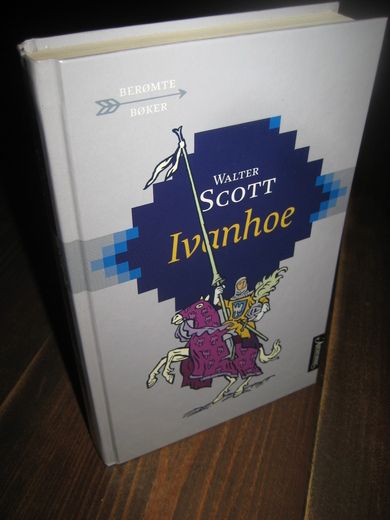 BERØMTE
BØKER
WALTER
SCOTT
Ivanhoe